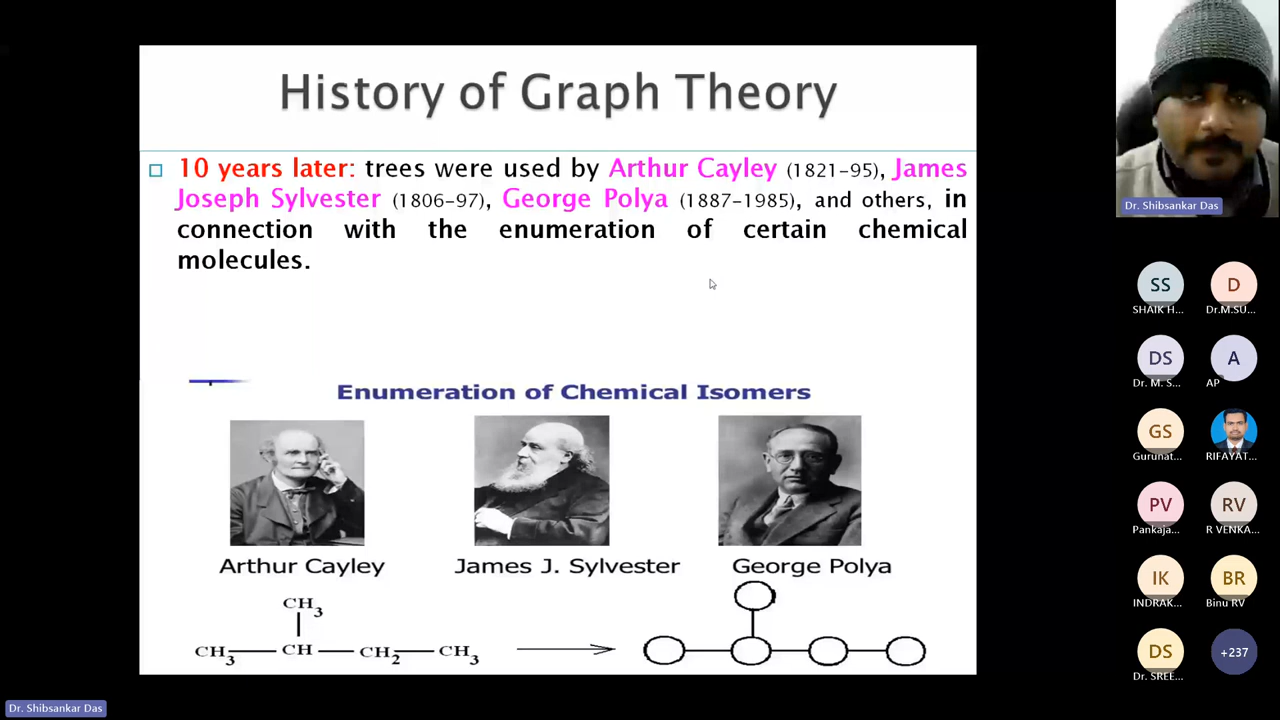 History of Graph Theory
10 years later: trees were used by Arthur Cayley (1821-95), James
Joseph Sylvester (1806-97), George Polya (1887-1985), and others, in
connection with the enumeration of certain chemical
molecules.
Enumeration of Chemical Isomers
Arthur Cayley
James J. Sylvester
George Polya
CH3
CH3 CH CH2 CH3
Dr. Shibsankar Das
SS
D
SHAIK H...
Dr.M.SU...
DS
A
Dr. M. S...
AP
GS
Gurunat...
RIFAYAT...
PV
RV
Pankaja...
R VENKA...
IK
BR
INDRAK...
Binu RV
DS
+237
Dr. SREE...
Dr. Shibsankar Das